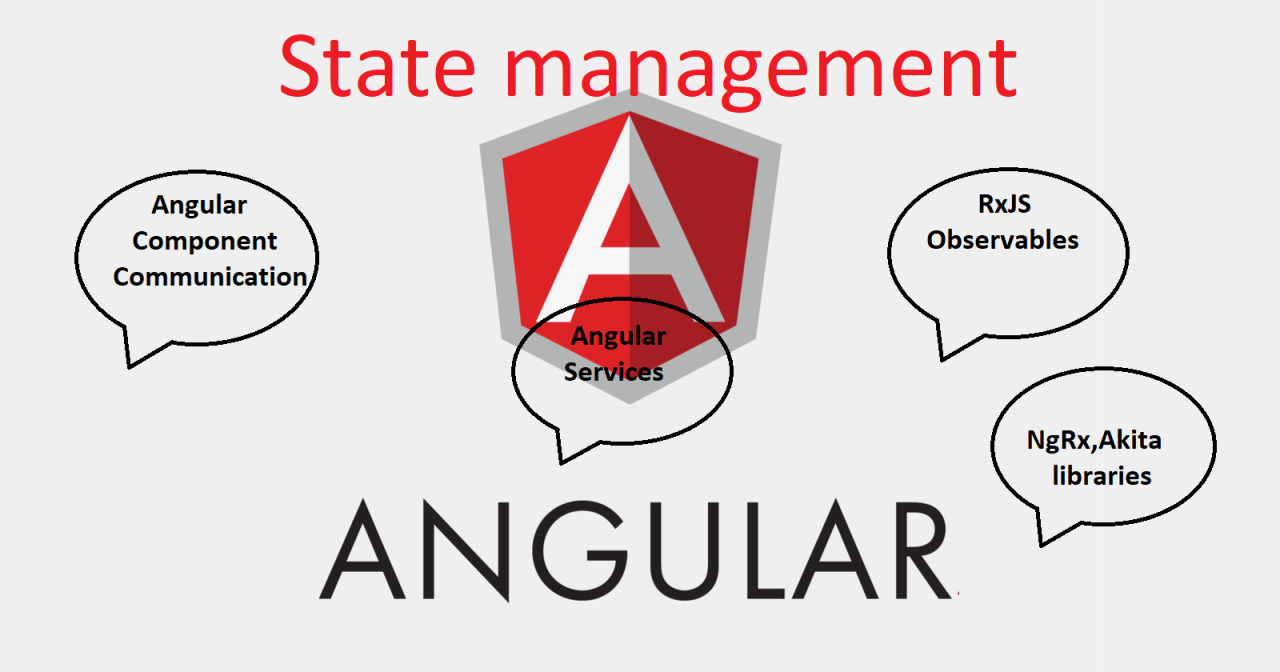 State management
Angular
Component
Communication
RxJS
Observables
Angular
Services
NgRx,Akita
libraries
ANGULAR